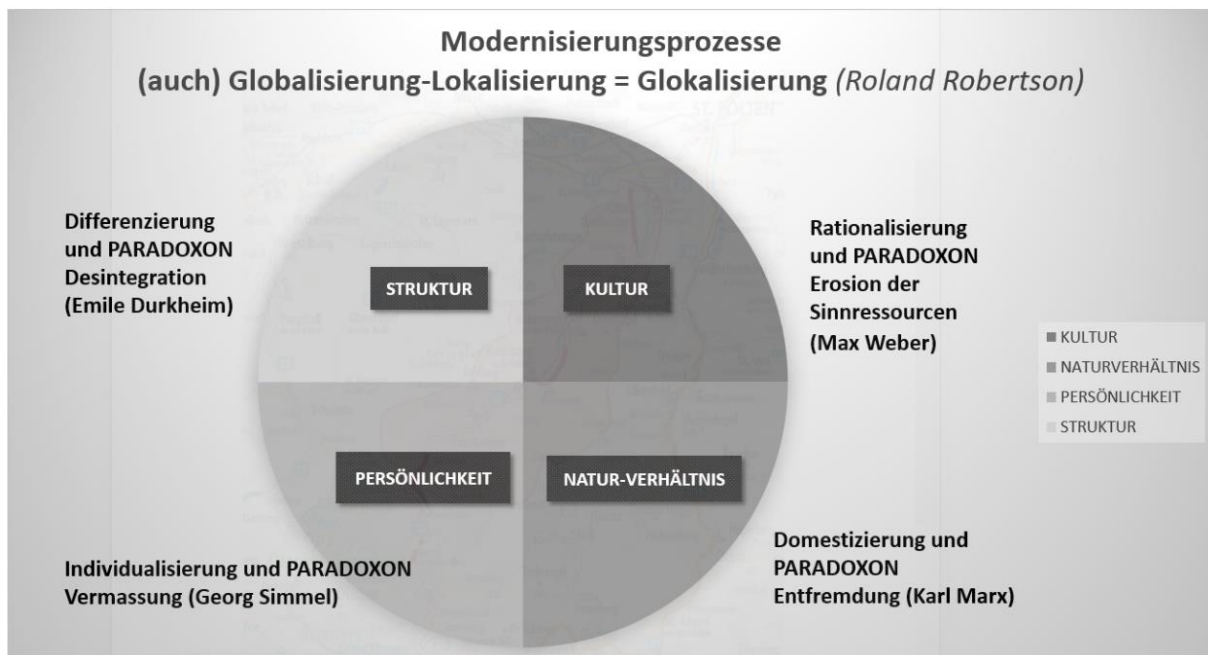 Modernisierungsprozesse
(auch) Globalisierung-Lokalisierung = Glokalisierung (Roland Robertson)
Differenzierung
und PARADOXON
Desintegration
(Emile Durkheim)
STRUKTUR
KULTUR
Rationalisierung
und PARADOXON
Erosion der
Sinnressourcen
(Max Weber)
KULTUR
NATURVERHÄLTNIS
PERSÖNLICHKEIT
STRUKTUR
PERSÖNLICHKEIT
NATUR-VERHÄLTNIS
Individualisierung und PARADOXON
Vermassung (Georg Simmel)
Domestizierung und
PARADOXON
Entfremdung (Karl Marx)